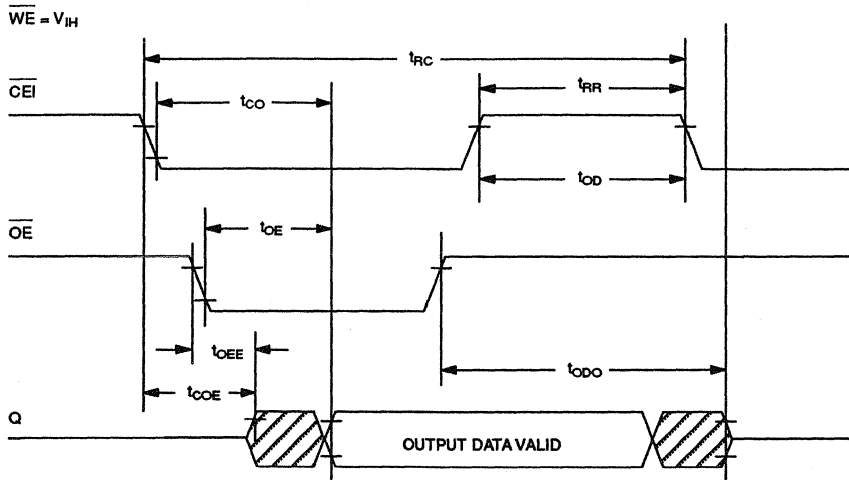 WE = VIH
tRC
CEI
tRR
tCO
tOD
OE
tOE
tOEE
tODO
tCOE
Q
OUTPUT DATA VALID